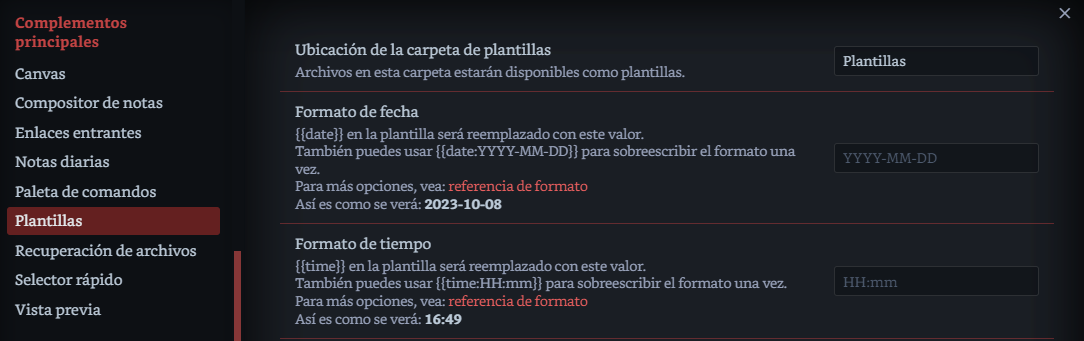 Complementos
principales
Canvas
Compositor de notas
Enlaces entrantes
Notas diarias
Paleta de comandos
Plantillas
Recuperación de archivos
Selector rápido
Vista previa
Ubicación de la carpeta de plantillas
Archivos en esta carpeta estarán disponibles como plantillas.
Plantillas
Formato de fecha
{{date}} en la plantilla será reemplazado con este valor.
También puedes usar {{date:YYYY-MM-DD}} para sobreescribir el formato una
vez.
Para más opciones, vea: referencia de formato
Así es como se verá: 2023-10-08
YYYY-MM-DD
Formato de tiempo
{{time}} en la plantilla será reemplazado con este valor.
También puedes usar {{time:HH:mm}} para sobreescribir el formato una vez.
Para más opciones, vea: referencia de formato
Así es como se verá: 16:49
HH:mm